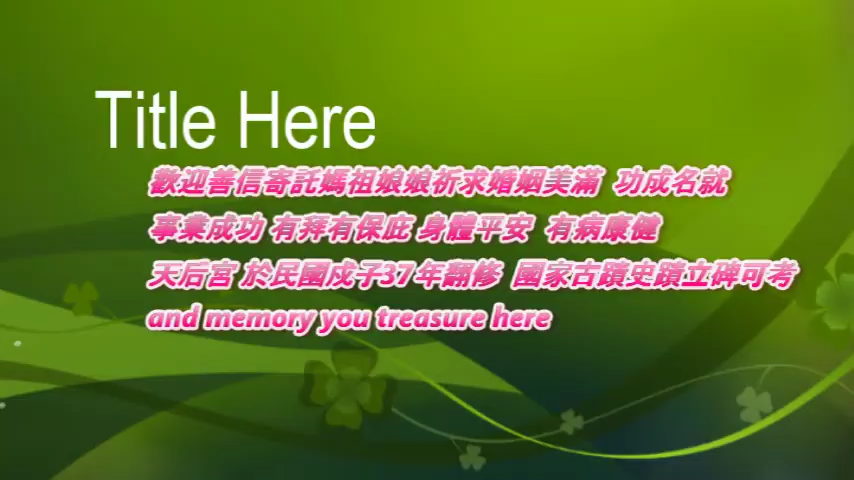 Title Here
歡迎善信寄託媽祖娘娘祈求婚姻美滿 功成名就
事業成功 有拜有保庇 身體平安 有病康健
天后宮 於民國戍子37年翻修 國家古蹟史蹟立碑可考
and memory you treasure here